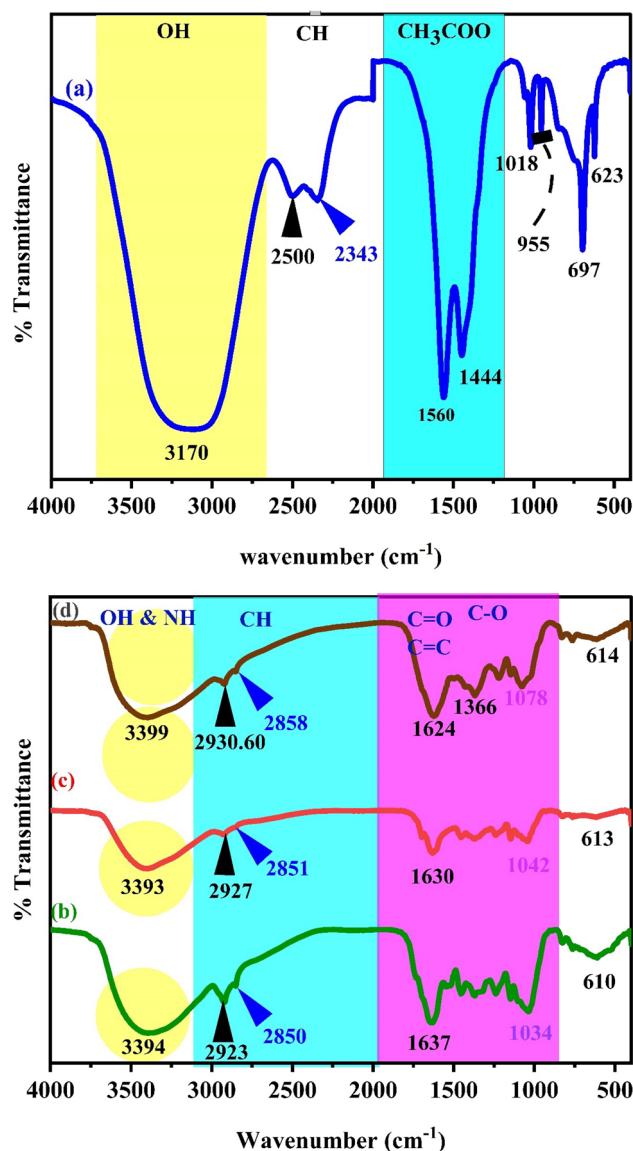 OH CH CH₃COO
(a)
1018
623
955
2500 2343
697
1444
1560
3170
% Transmittance
4000 3500 3000 2500 2000 1500 1000 500
wavenumber (cm⁻¹)
(d) OH & NH CH C=O C-O
C=C
614
3399 2930.60 2858 1624 1366 1078
(c)
3393 2927 2851 1630 1042 613
(b)
3394 2923 2850 1637 1034 610
% Transmittance
4000 3500 3000 2500 2000 1500 1000 500
Wavenumber (cm⁻¹)